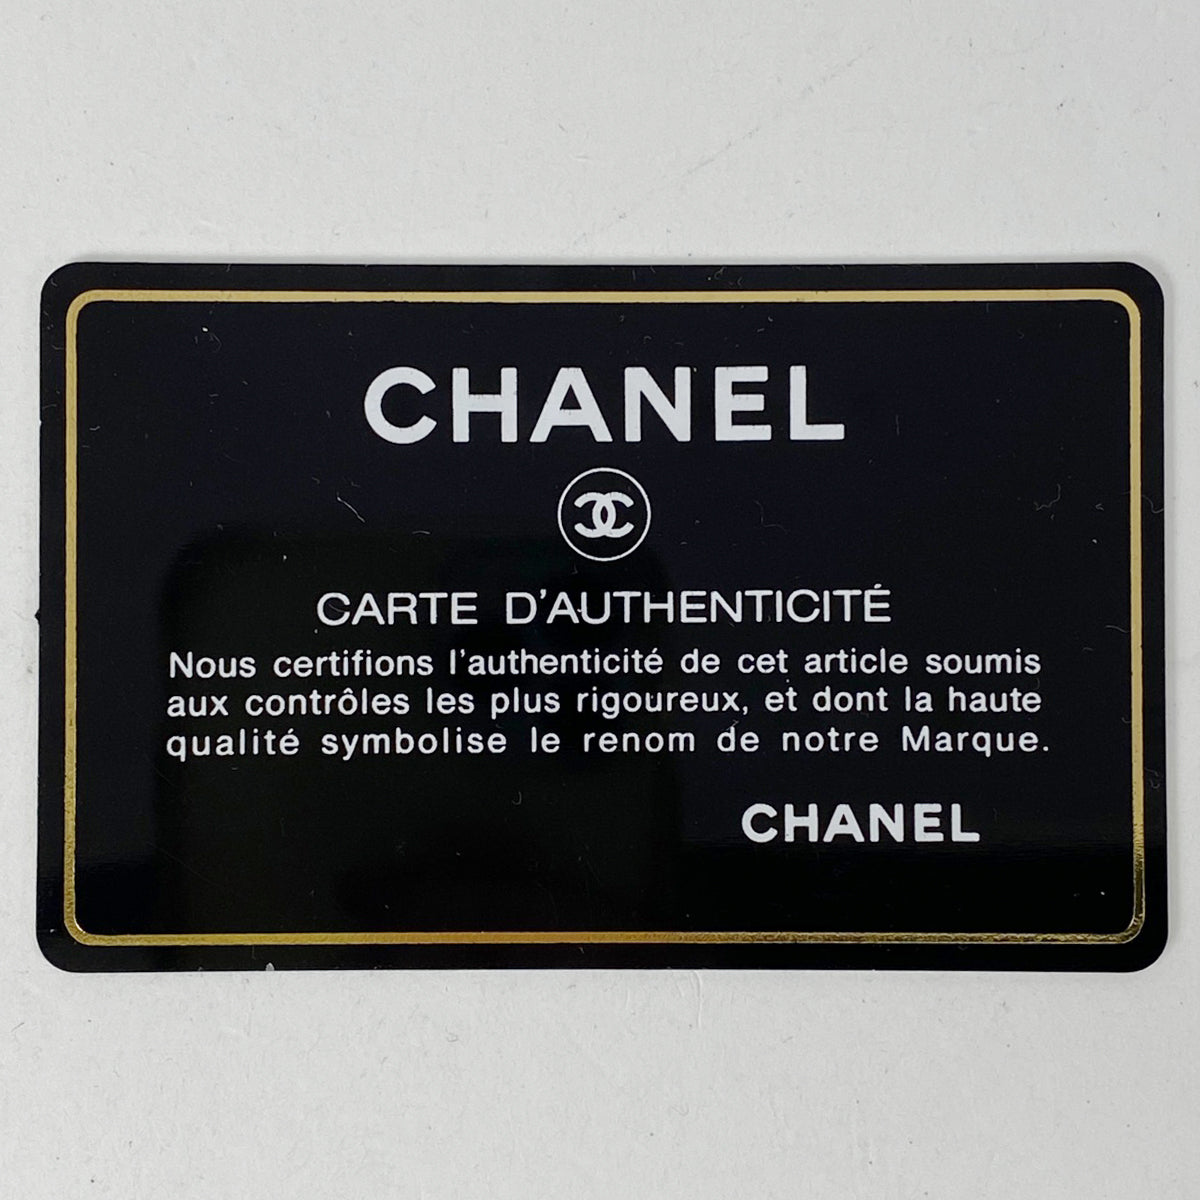 CHANEL
CARTE D'AUTHENTICITÉ
Nous certifions l'authenticité de cet article soumis
aux contrôles les plus rigoureux, et dont la haute
qualité symbolise le renom de notre Marque.
CHANEL